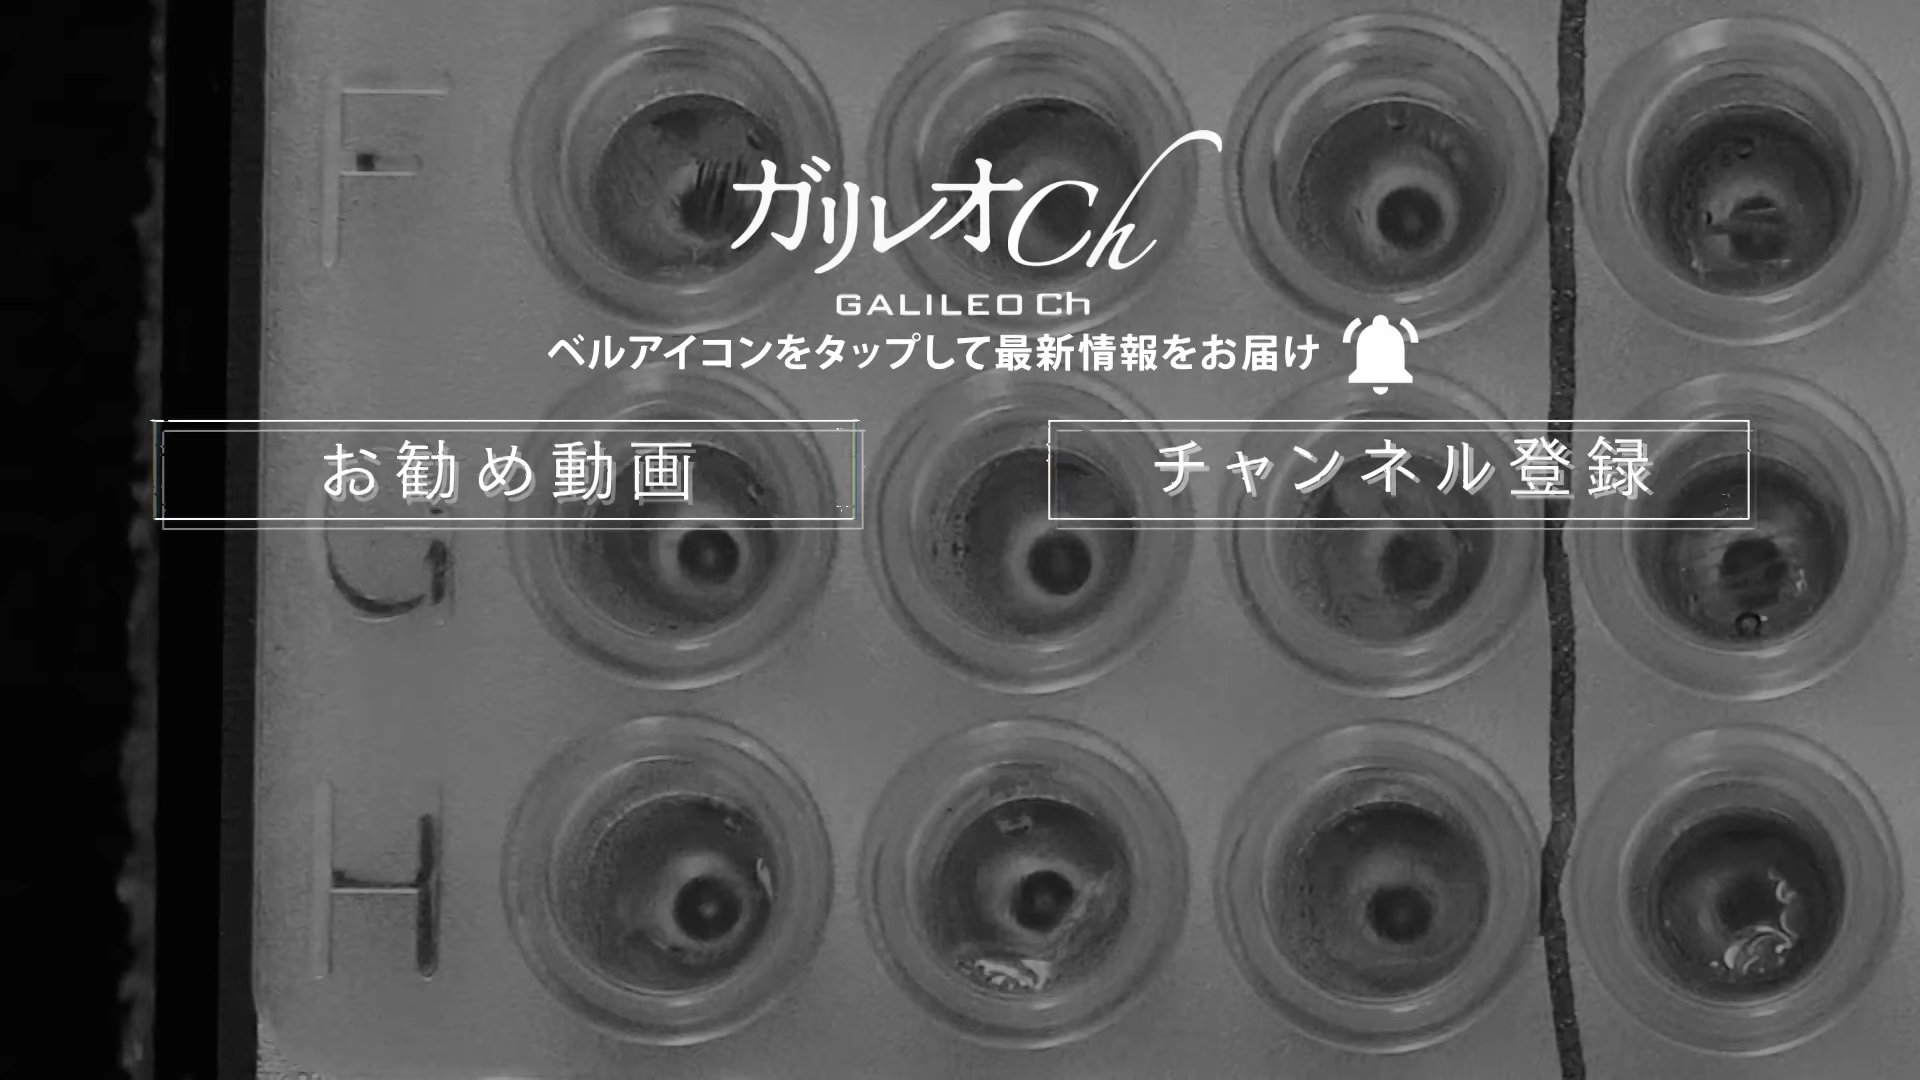 F
ガリレオCh
GALILEO Ch
ベルアイコンをタップして最新情報をお届け
お勧め動画
チャンネル登録
G
H